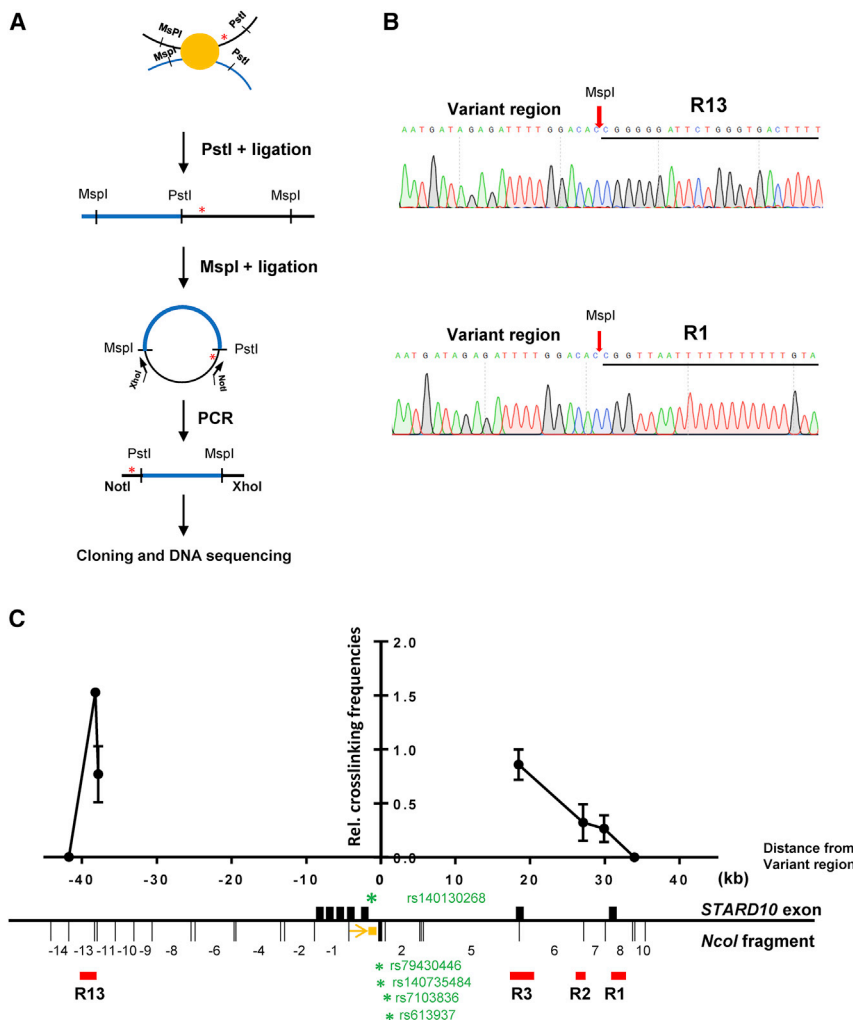 A
MsPI
*
PstI
MspI
PstI
PstI + ligation
MspI
PstI
*
MspI
MspI + ligation
MspI
PstI
*
XhoI
NotI
PCR
PstI
MspI
*
NotI
XhoI
Cloning and DNA sequencing
B
MspI
Variant region
R13
AATGATAGAGATTTTGGACACCGGGGGATTCTGGGTGACTTTT
MspI
Variant region
R1
AATGATAGAGATTTTGGACACCGGTTAATTTTTTTTTTTGTA
C
Rel. crosslinking frequencies
2.0
1.5
1.0
0.5
0.0
-40 -30 -20 -10 0 10 20 30 40
(kb)
Distance from
Variant region
* rs140130268
STARD10 exon
NcoI fragment
-14 -13 -11 -10 -9 -8 -6 -4 -2 -1 2 5 6 7 8 10
R13
R3
R2
R1
* rs79430446
* rs140735484
* rs7103836
* rs613937